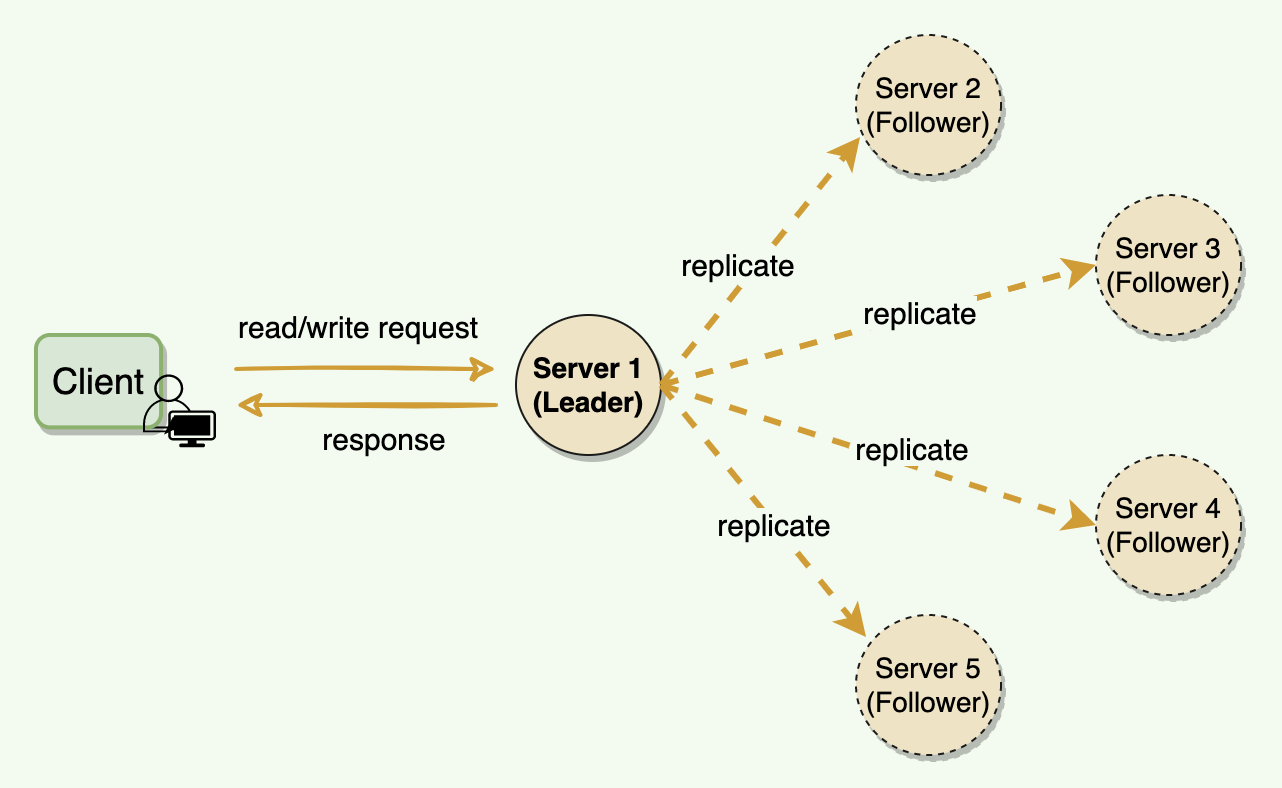 Server 2
(Follower)
Server 3
(Follower)
replicate
replicate
read/write request
Client
Server 1
(Leader)
response
replicate
Server 4
(Follower)
replicate
Server 5
(Follower)